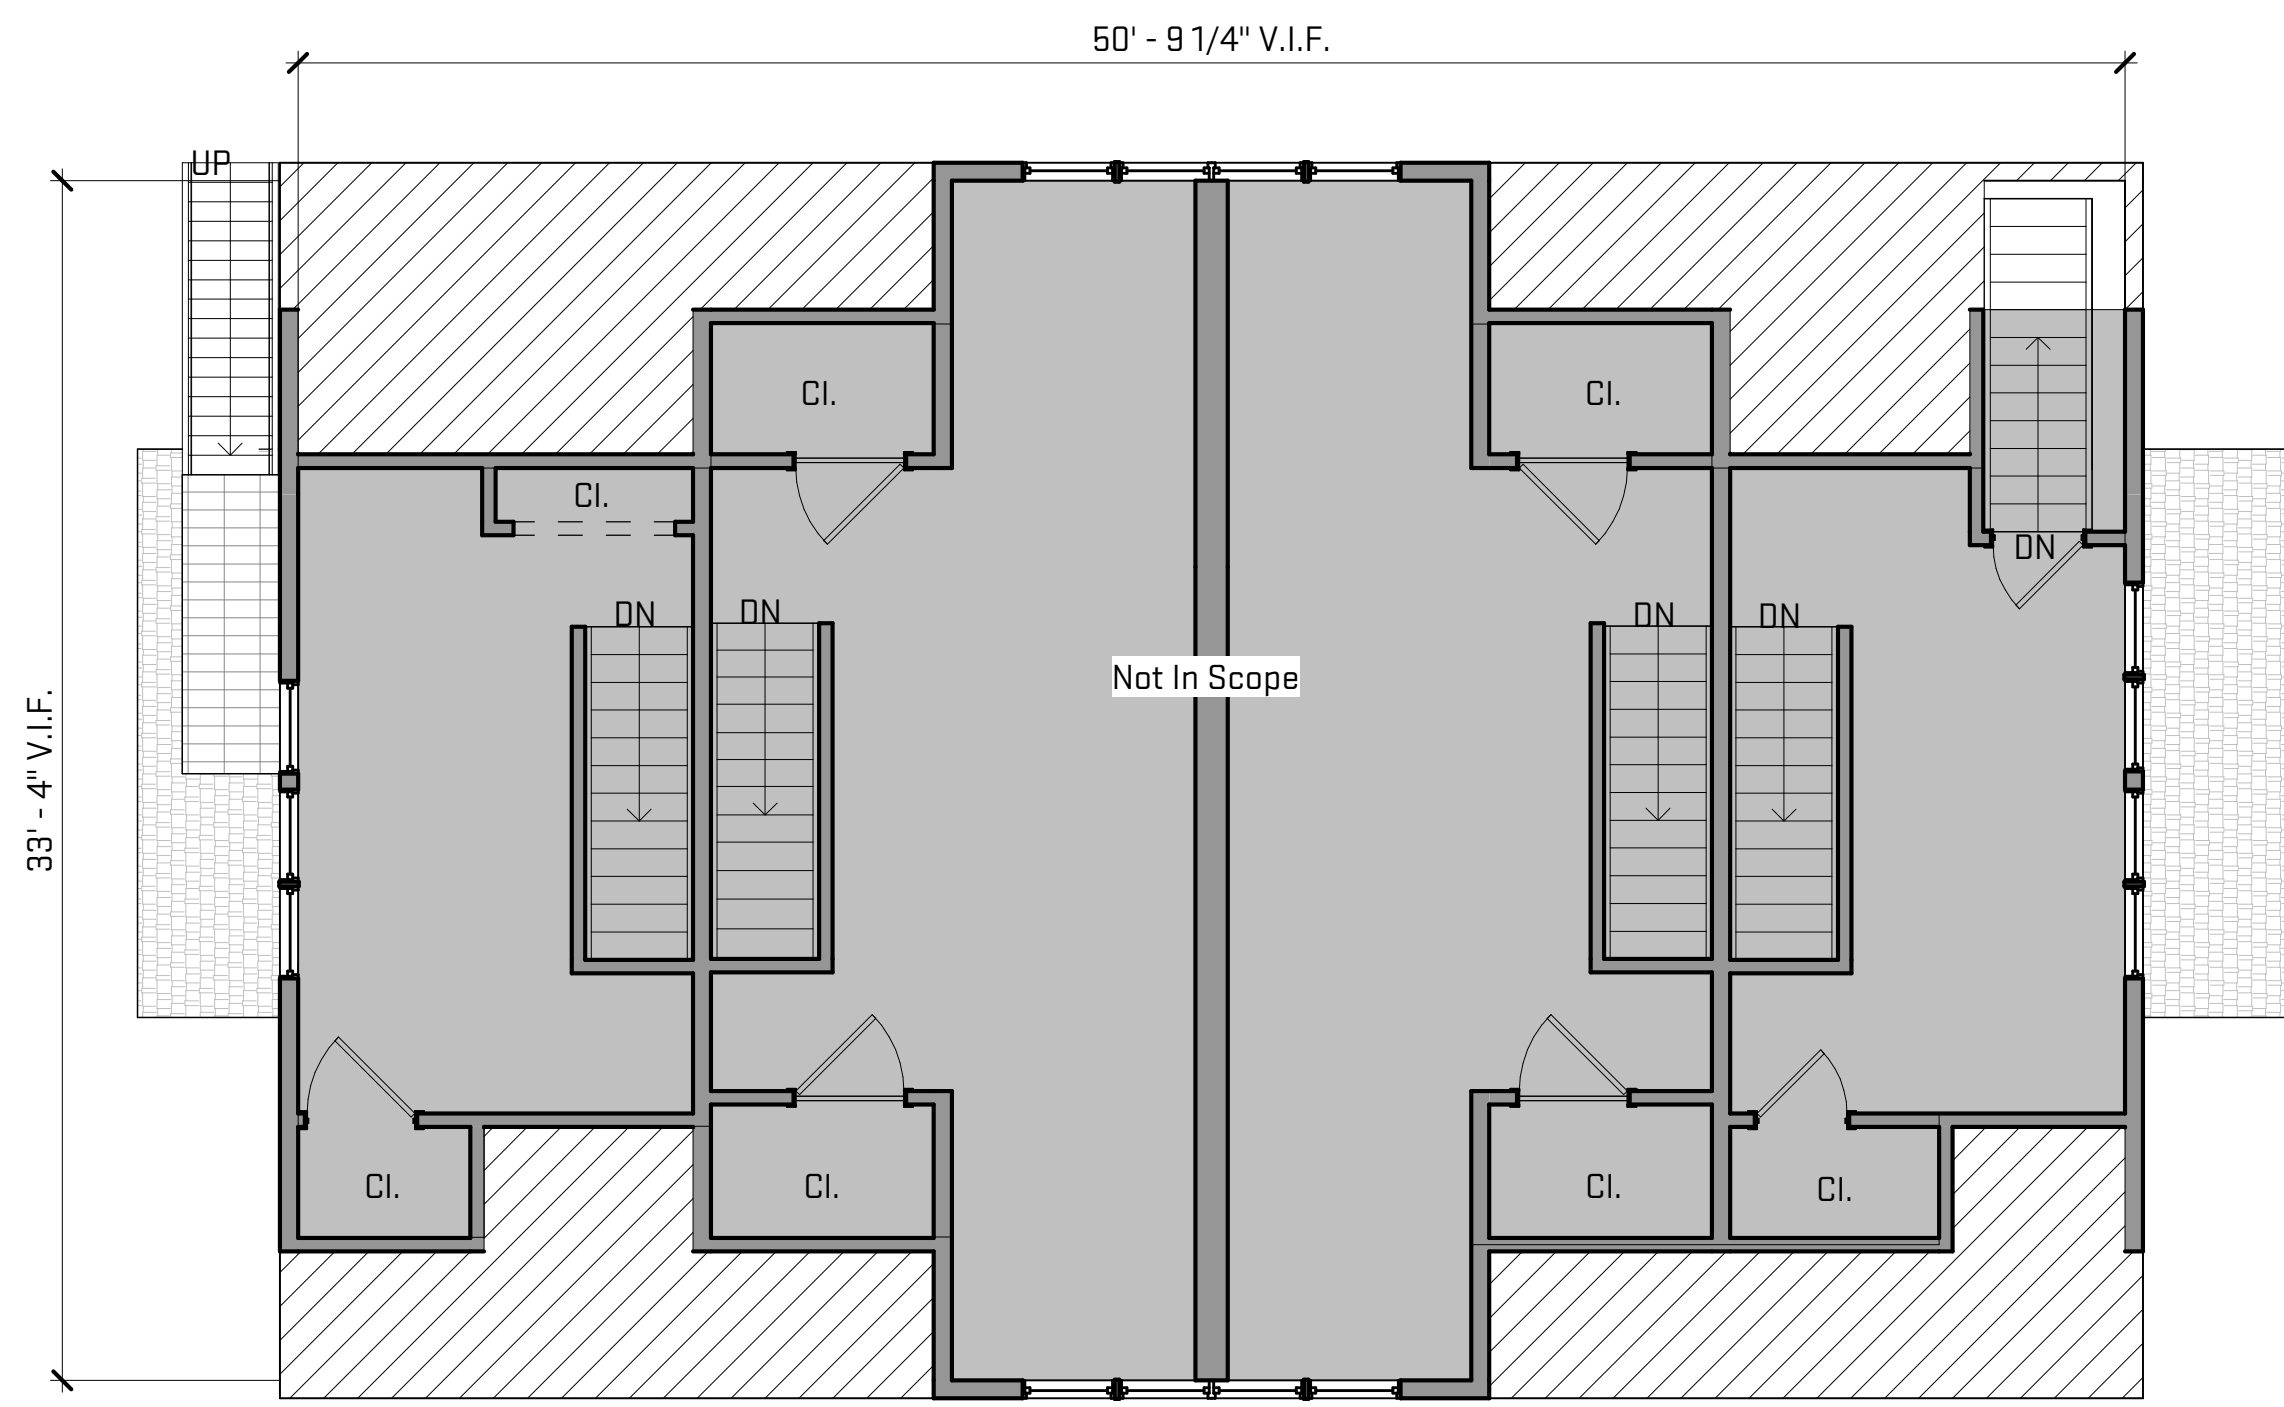 50' - 9 1/4" V.I.F.
UP
Cl.
Cl.
Cl.
DN
DN
DN
DN
DN
Not In Scope
33' - 4" V.I.F.
Cl.
Cl.
Cl.
Cl.